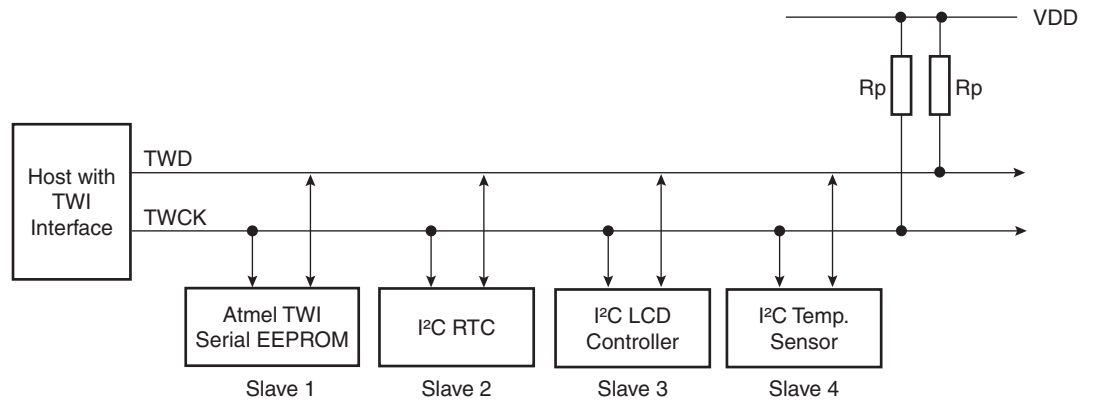 VDD
Rp
Rp
Host with
TWI
Interface
TWD
TWCK
Atmel TWI
Serial EEPROM
I²C RTC
I²C LCD
Controller
I²C Temp.
Sensor
Slave 1
Slave 2
Slave 3
Slave 4